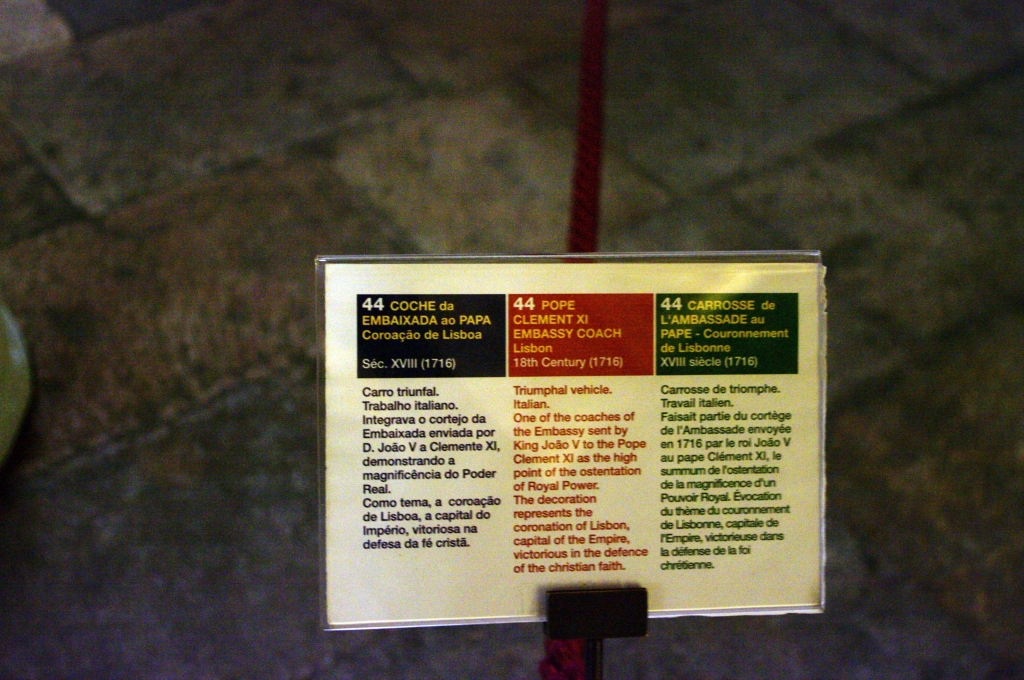 44 COCHE da
EMBAIXADA ao PAPA
Coroação de Lisboa
Séc. XVIII (1716)
Carro triunfal.
Trabalho italiano.
Integrava o cortejo da
Embaixada enviada por
D. João V a Clemente XI,
demonstrando a
magnificência do Poder
Real.
Como tema, a coroação
de Lisboa, a capital do
Império, vitoriosa na
defesa da fé cristã.
44 POPE
CLEMENT XI
EMBASSY COACH
Lisbon
18th Century (1716)
Triumphal vehicle.
Italian.
One of the coaches of
the Embassy sent by
King João V to the Pope
Clement XI as the high
point of the ostentation
of Royal Power.
The decoration
represents the
coronation of Lisbon,
capital of the Empire,
victorious in the defence
of the christian faith.
44 CARROSSE de
L'AMBASSADE au
PAPE - Couronnement
de Lisbonne
XVIII siècle (1716)
Carrosse de triomphe.
Travail italien.
Faisait partie du cortège
de l'Ambassade envoyée
en 1716 par le roi João V
au pape Clément XI, le
summum de l'ostentation
de la magnificence d'un
Pouvoir Royal. Évocation
du thème du couronnement
de Lisbonne, capitale de
l'Empire, victorieuse dans
la défense de la foi
chrétienne.